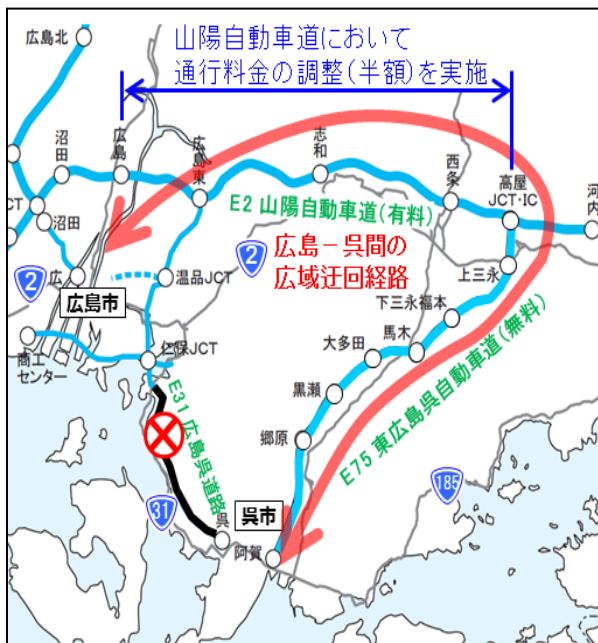 広島北
山陽自動車道において
通行料金の調整(半額)を実施
沼田
広島
広島東
志和
西条
高屋
JCT・IC
河内
CT
沼田
E2 山陽自動車道(有料)
2
広島－呉間の
広域迂回経路
2
広
温品JCT
上三永
広島市
下三永福本
馬木
大多田
仁保JCT
商工
センター
黒瀬
E31 広島呉道路
郷原
E75 東広島呉自動車道(無料)
185
31
呉
呉市
阿賀